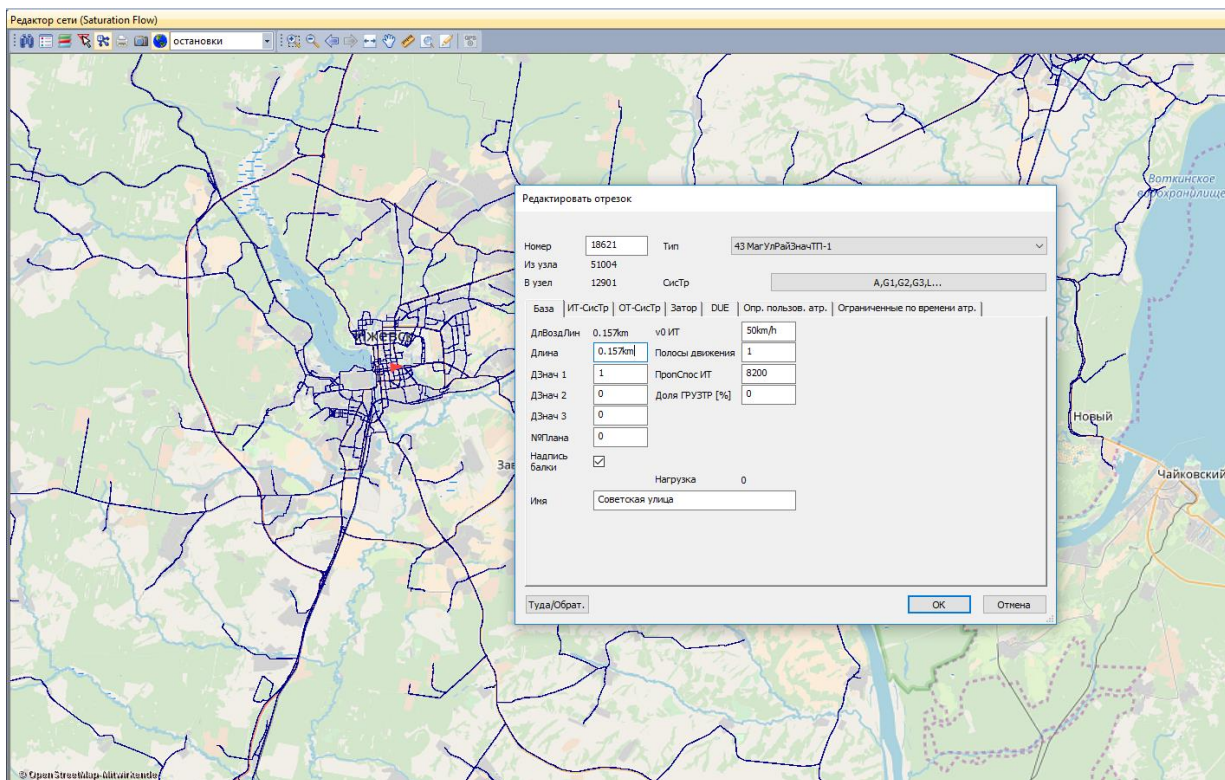 Редактор сети (Saturation Flow)
остановки
GPS
Воткинское
водохранилище
Редактировать отрезок
Номер 18621 Тип 43 МагУлРайЗначТП-1
Из узла 51004
В узел 12901 СисТр A,G1,G2,G3,L...
База ИТ-СисТр ОТ-СисТр Затор DUE Опр. пользов. атр. Ограниченные по времени атр.
ДлВоздЛин 0.157km v0 ИТ 50km/h
Длина 0.157km Полосы движения 1
ДЗнач 1 1 ПропСпос ИТ 8200
ДЗнач 2 0 Доля ГРУЗТР [%] 0
ДЗнач 3 0
№Плана 0
Надпись
балки
Нагрузка 0
Имя Советская улица
Туда/Обрат. OK Отмена
Зав
Новый
Чайковский
© OpenStreetMap-Mitwirkende